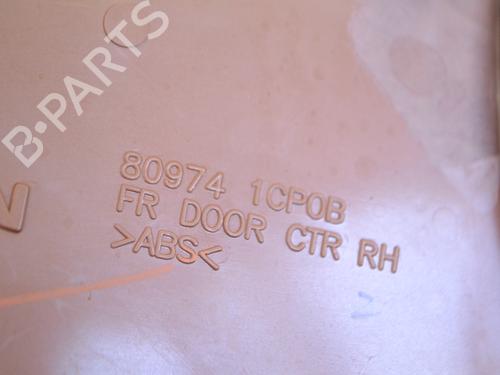 B-PARTS
80974 1CP0B
FR DOOR CTR RH
>ABS<